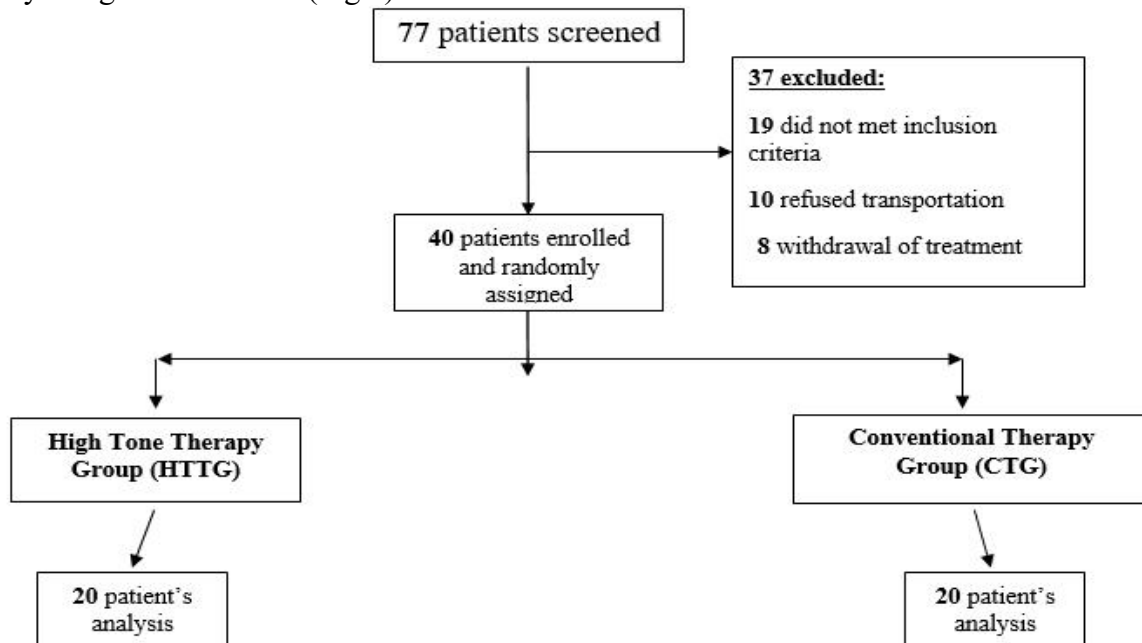 77 patients screened
37 excluded:
19 did not met inclusion
criteria
10 refused transportation
8 withdrawal of treatment
40 patients enrolled
and randomly
assigned
High Tone Therapy
Group (HTTG)
Conventional Therapy
Group (CTG)
20 patient’s
analysis
20 patient’s
analysis